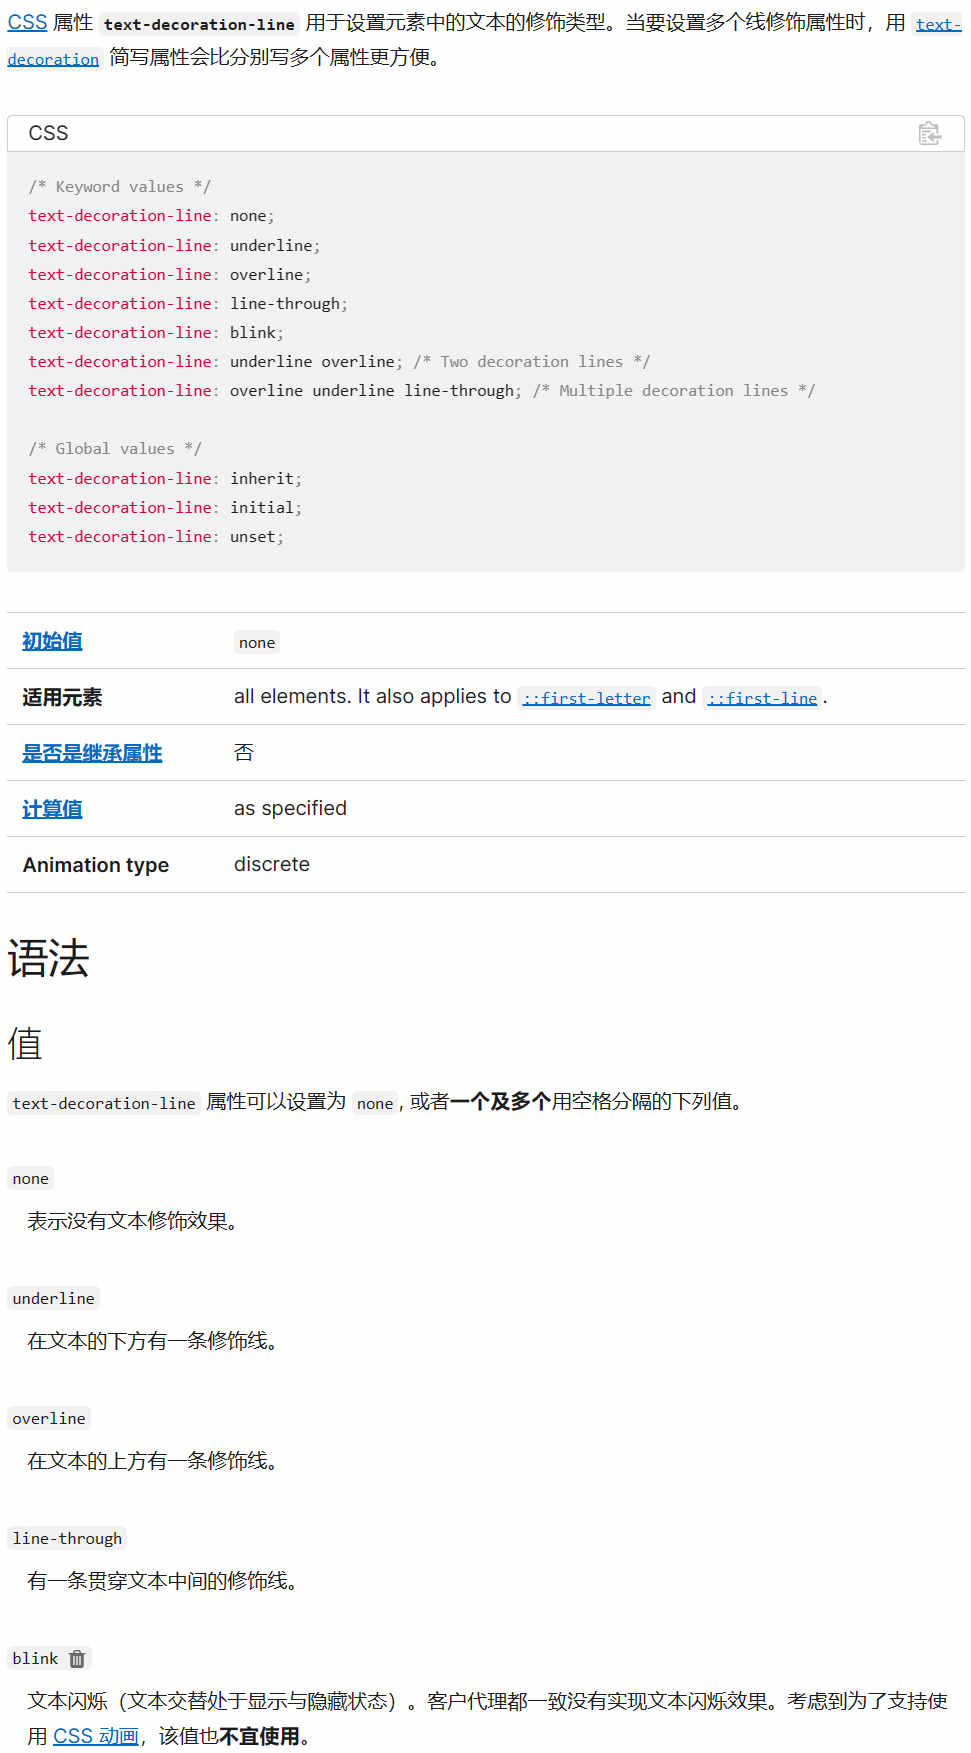 CSS 属性 text-decoration-line 用于设置元素中的文本的修饰类型。当要设置多个线修饰属性时，用 text-
decoration 简写属性会比分别写多个属性更方便。
CSS
/* Keyword values */
text-decoration-line: none;
text-decoration-line: underline;
text-decoration-line: overline;
text-decoration-line: line-through;
text-decoration-line: blink;
text-decoration-line: underline overline; /* Two decoration lines */
text-decoration-line: overline underline line-through; /* Multiple decoration lines */
/* Global values */
text-decoration-line: inherit;
text-decoration-line: initial;
text-decoration-line: unset;
初始值 none
适用元素 all elements. It also applies to ::first-letter and ::first-line.
是否是继承属性 否
计算值 as specified
Animation type discrete
语法
值
text-decoration-line 属性可以设置为 none, 或者一个及多个用空格分隔的下列值。
none
表示没有文本修饰效果。
underline
在文本的下方有一条修饰线。
overline
在文本的上方有一条修饰线。
line-through
有一条贯穿文本中间的修饰线。
blink
文本闪烁（文本交替处于显示与隐藏状态）。客户代理都一致没有实现文本闪烁效果。考虑到为了支持使
用 CSS 动画，该值也不宜使用。